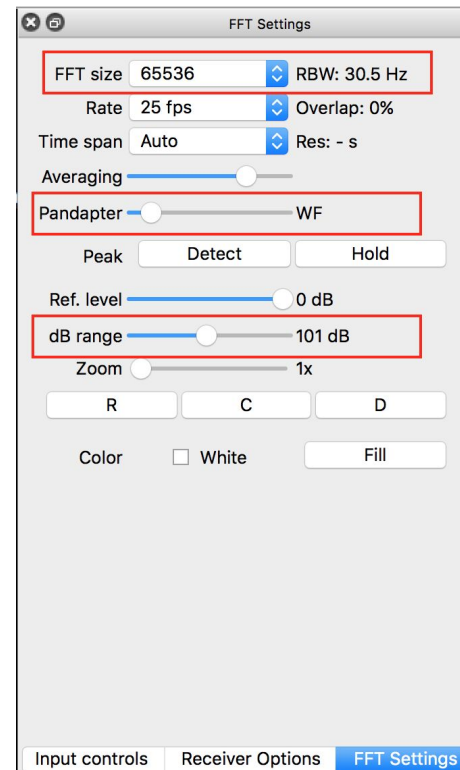 FFT Settings
FFT size 65536 RBW: 30.5 Hz
Rate 25 fps Overlap: 0%
Time span Auto Res: - s
Averaging
Pandapter WF
Peak Detect Hold
Ref. level 0 dB
dB range 101 dB
Zoom 1x
R C D
Color White Fill
Input controls Receiver Options FFT Settings